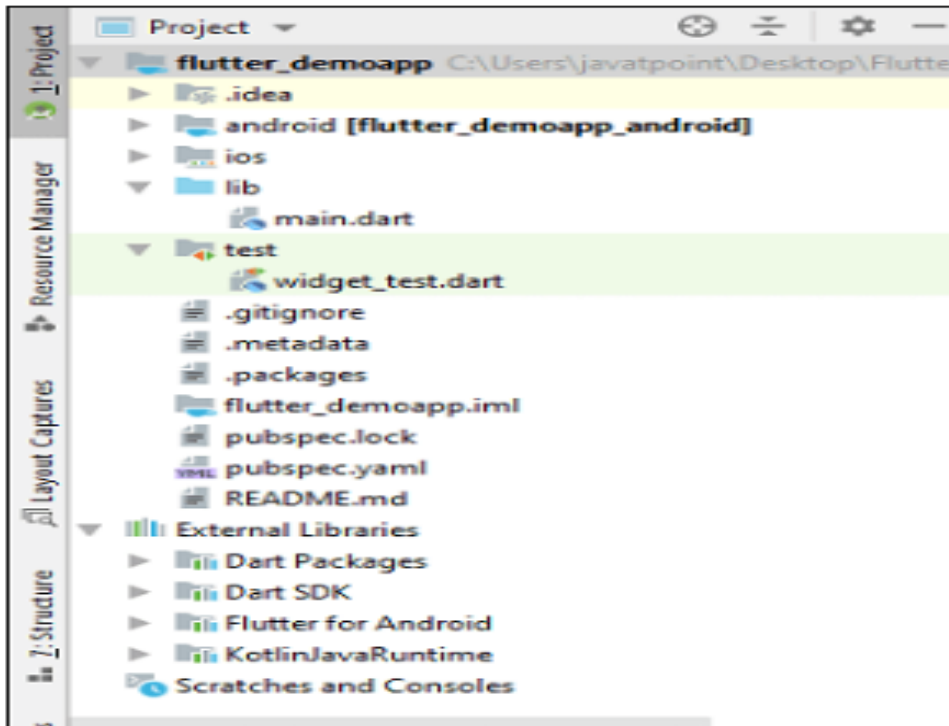 Project
flutter_demoapp C:\Users\javatpoint\Desktop\Flutte
.idea
android [flutter_demoapp_android]
ios
lib
main.dart
test
widget_test.dart
.gitignore
.metadata
.packages
flutter_demoapp.iml
pubspec.lock
YML pubspec.yaml
README.md
External Libraries
Dart Packages
Dart SDK
Flutter for Android
KotlinJavaRuntime
Scratches and Consoles
1: Project
Resource Manager
Layout Captures
7: Structure